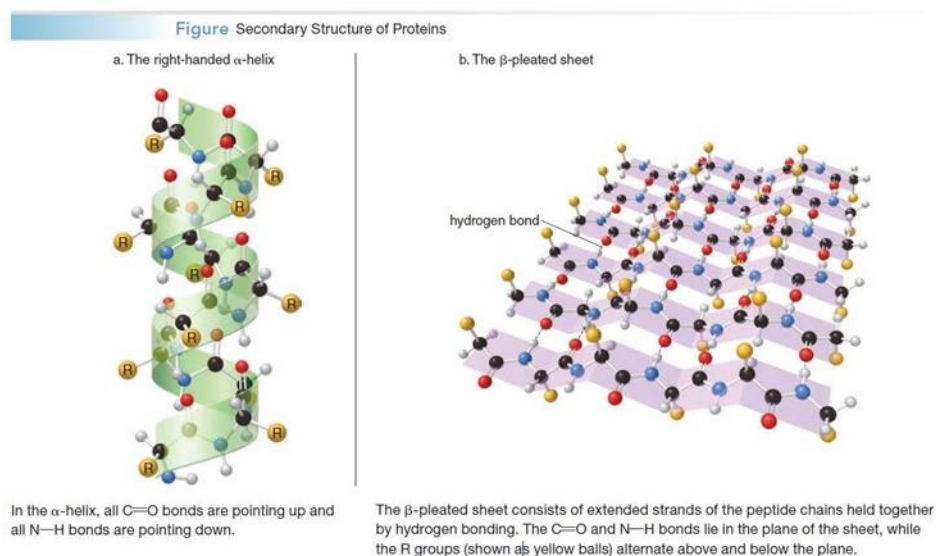 Figure Secondary Structure of Proteins
a. The right-handed α-helix
b. The β-pleated sheet
R
R
R
R
R
R
R
R
R
R
hydrogen bond
In the α-helix, all C=O bonds are pointing up and
all N—H bonds are pointing down.
The β-pleated sheet consists of extended strands of the peptide chains held together
by hydrogen bonding. The C=O and N—H bonds lie in the plane of the sheet, while
the R groups (shown as yellow balls) alternate above and below the plane.